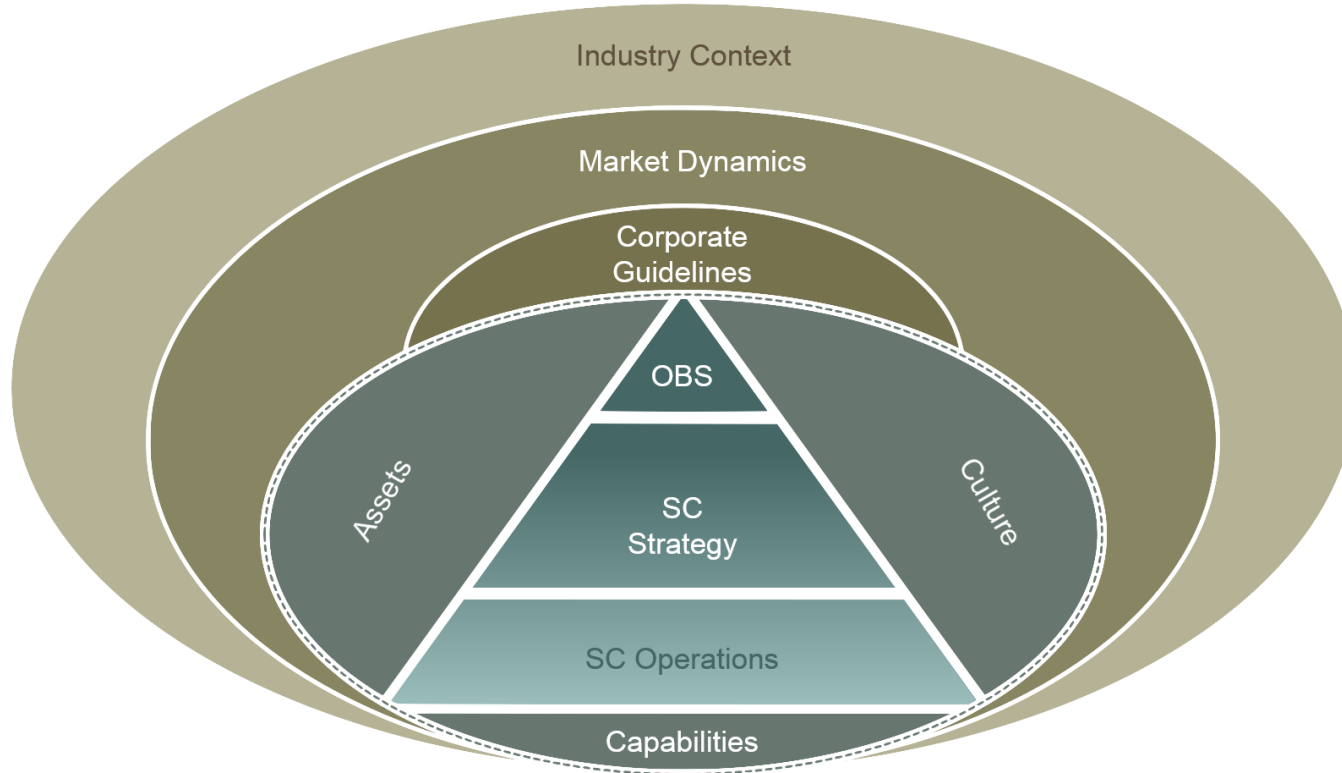 Industry Context
Market Dynamics
Corporate
Guidelines
OBS
Assets
SC
Strategy
Culture
SC Operations
Capabilities